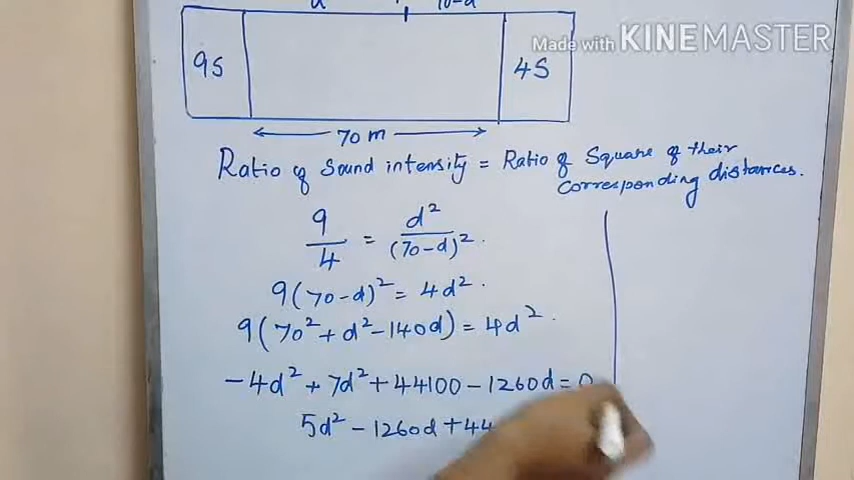 d 70-d
Made with KINEMASTER
9S 4S
70 m
Ratio of Sound intensity = Ratio of Square of their
corresponding distances.
9/4 = d²/(70-d)² .
9(70-d)² = 4d² .
9(70² + d² - 140d) = 4d² .
-4d² + 7d² + 44100 - 1260d = 0
5d² - 1260d + 44